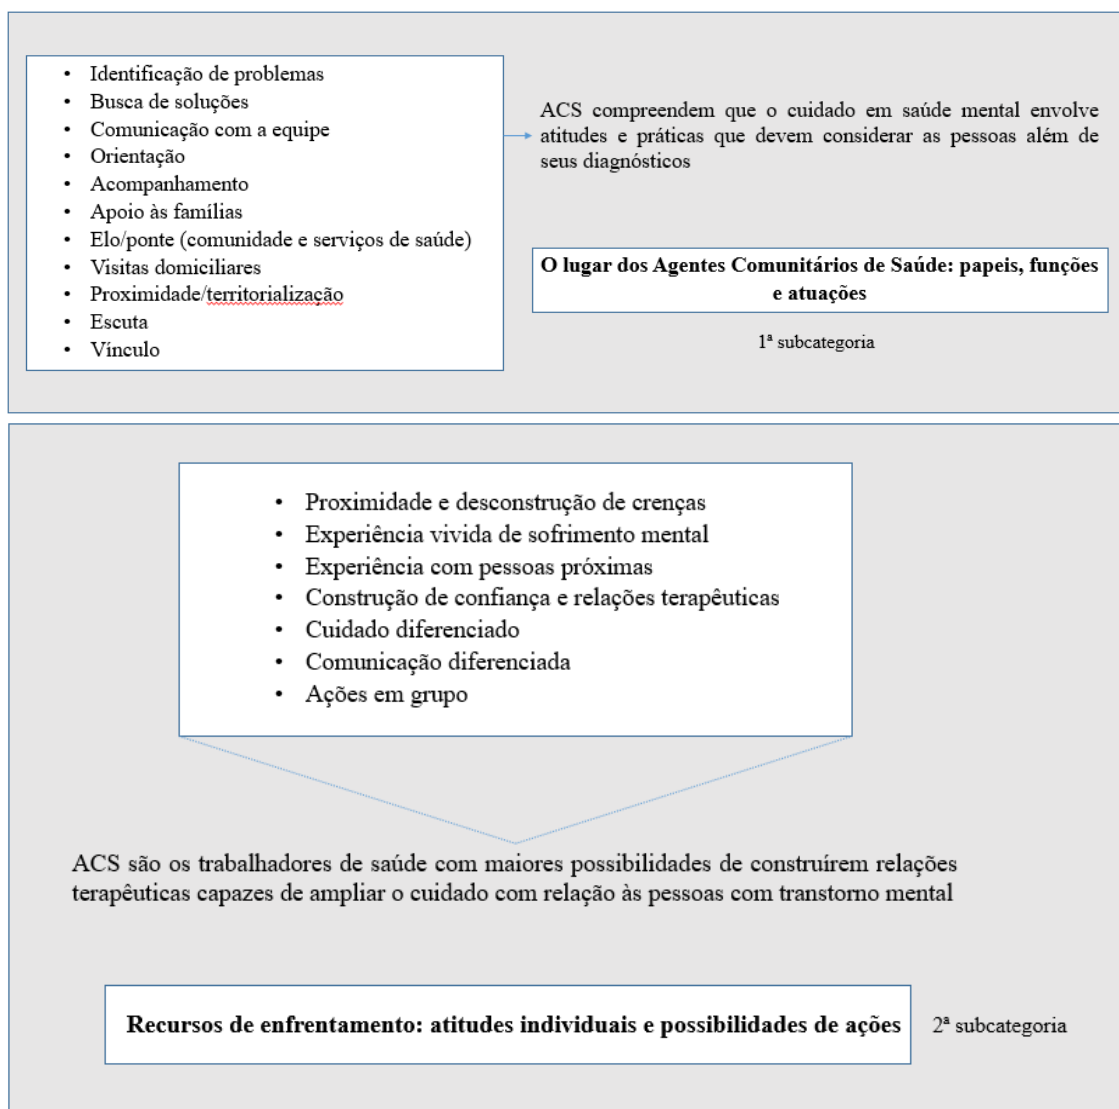 • Identificação de problemas
• Busca de soluções
• Comunicação com a equipe
• Orientação
• Acompanhamento
• Apoio às famílias
• Elo/ponte (comunidade e serviços de saúde)
• Visitas domiciliares
• Proximidade/territorialização
• Escuta
• Vínculo
ACS compreendem que o cuidado em saúde mental envolve
atitudes e práticas que devem considerar as pessoas além de
seus diagnósticos
O lugar dos Agentes Comunitários de Saúde: papeis, funções
e atuações
1ª subcategoria
• Proximidade e desconstrução de crenças
• Experiência vivida de sofrimento mental
• Experiência com pessoas próximas
• Construção de confiança e relações terapêuticas
• Cuidado diferenciado
• Comunicação diferenciada
• Ações em grupo
ACS são os trabalhadores de saúde com maiores possibilidades de construírem relações
terapêuticas capazes de ampliar o cuidado com relação às pessoas com transtorno mental
Recursos de enfrentamento: atitudes individuais e possibilidades de ações
2ª subcategoria